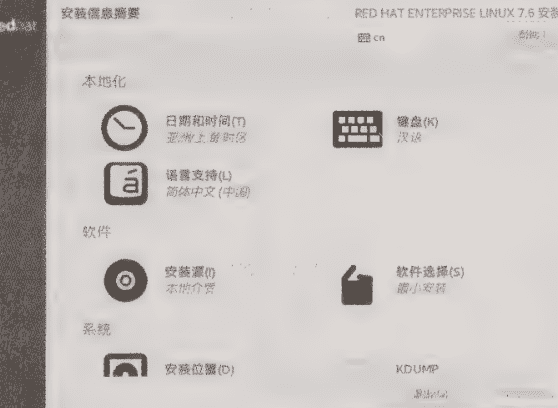 安装信息摘要
RED HAT ENTERPRISE LINUX 7.6 安装
redhat
cn
本地化
日期和时间(T)
亚洲/上海时区
键盘(K)
汉语
语言支持(L)
简体中文 (中国)
软件
安装源(I)
本地介质
软件选择(S)
最小安装
系统
安装位置(D)
KDUMP